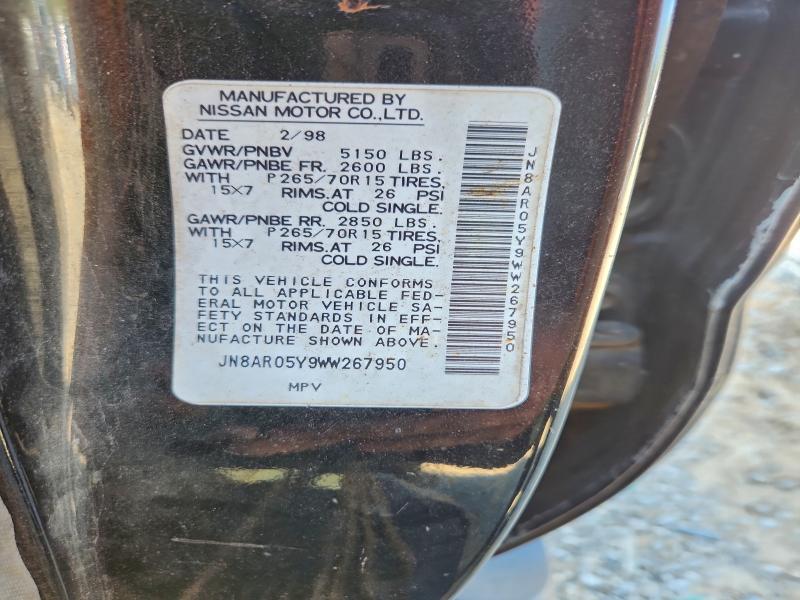 MANUFACTURED BY
NISSAN MOTOR CO.,LTD.
DATE 2/98
GVWR/PNBV 5150 LBS.
GAWR/PNBE FR. 2600 LBS.
WITH P265/70R15 TIRES,
15X7 RIMS.AT 26 PSI
COLD SINGLE.
GAWR/PNBE RR. 2850 LBS.
WITH P265/70R15 TIRES,
15X7 RIMS.AT 26 PSI
COLD SINGLE.
THIS VEHICLE CONFORMS
TO ALL APPLICABLE FED-
ERAL MOTOR VEHICLE SA-
FETY STANDARDS IN EFF-
ECT ON THE DATE OF MA-
NUFACTURE SHOWN ABOVE.
JN8AR05Y9WW267950
MPV
JN8AR05Y9WW267950